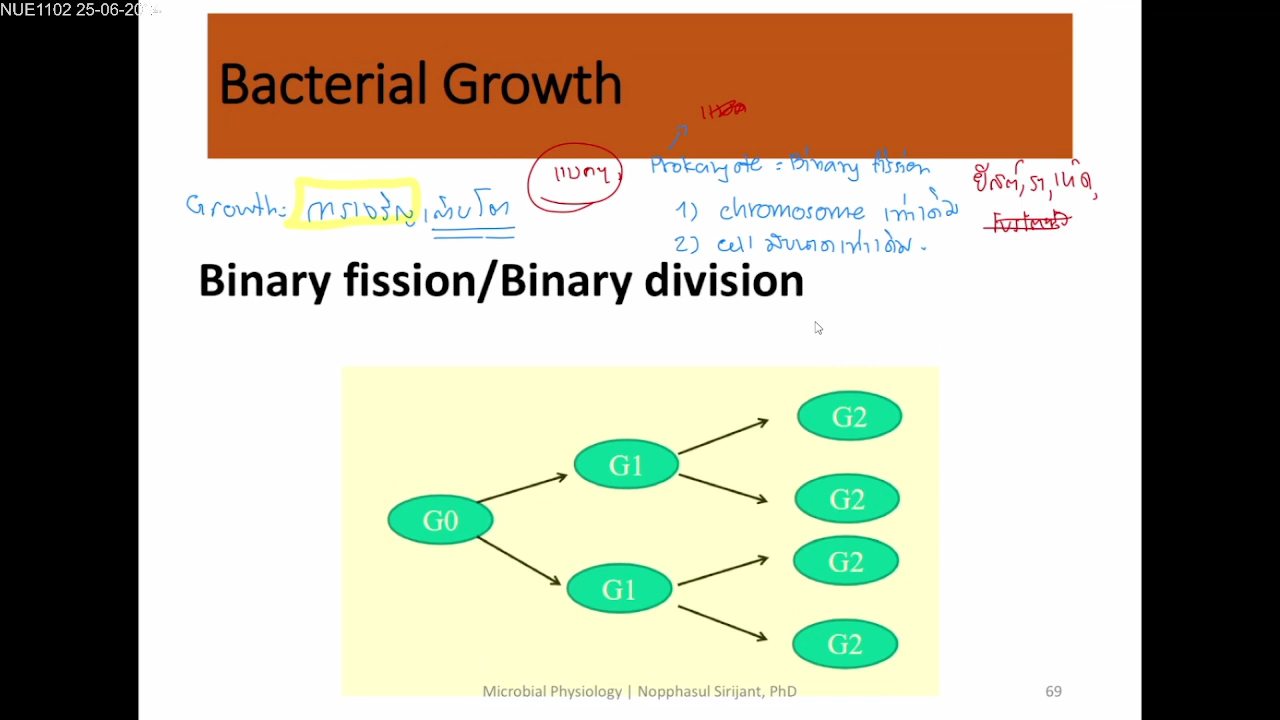 NUE1102 25-06-20
Bacterial Growth
แบคฯ
Prokaryote = Binary fission
ยีสต์, รา, เห็ด,
Growth: การเจริญ, เติบโต
1) chromosome เท่าเดิม
2) cell มีขนาดเท่าเดิม.
Binary fission/Binary division
G0
G1
G1
G2
G2
G2
G2
Microbial Physiology | Nopphasul Sirijant, PhD
69